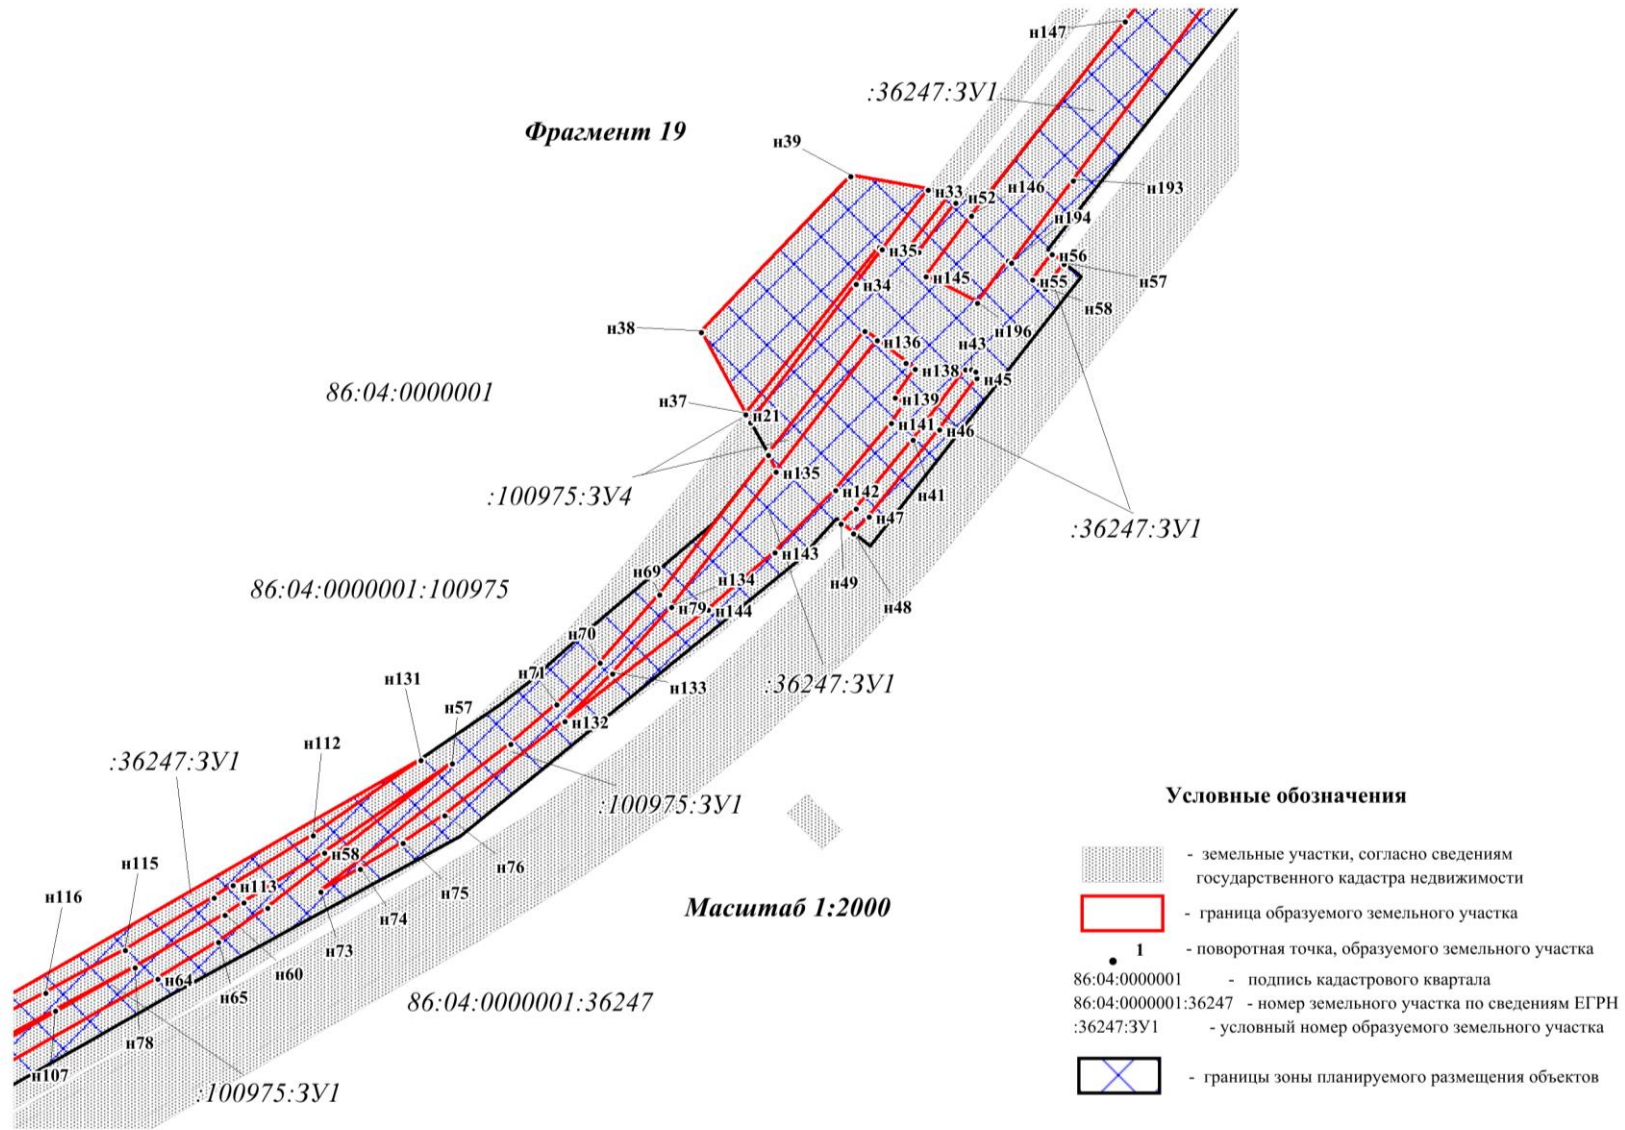 н147
:36247:ЗУ1
Фрагмент 19
н39
н33
н52
н146
н193
н194
н35
н56
н57
н145
н55
н34
н58
н38
н196
н136
н43
н138
н45
86:04:0000001
н139
н37
н21
н141
н46
н135
:100975:ЗУ4
н142
н41
н47
:36247:ЗУ1
н143
н69
н134
н49
86:04:0000001:100975
н79
н144
н48
н70
н71
н133
:36247:ЗУ1
н131
н57
н132
н112
:36247:ЗУ1
:100975:ЗУ1
н58
н76
н115
н113
н75
н116
н74
Масштаб 1:2000
н73
н60
н64
н65
86:04:0000001:36247
н78
н107
:100975:ЗУ1
Условные обозначения
- земельные участки, согласно сведениям
государственного кадастра недвижимости
- граница образуемого земельного участка
1 - поворотная точка, образуемого земельного участка
86:04:0000001 - подпись кадастрового квартала
86:04:0000001:36247 - номер земельного участка по сведениям ЕГРН
:36247:ЗУ1 - условный номер образуемого земельного участка
- границы зоны планируемого размещения объектов